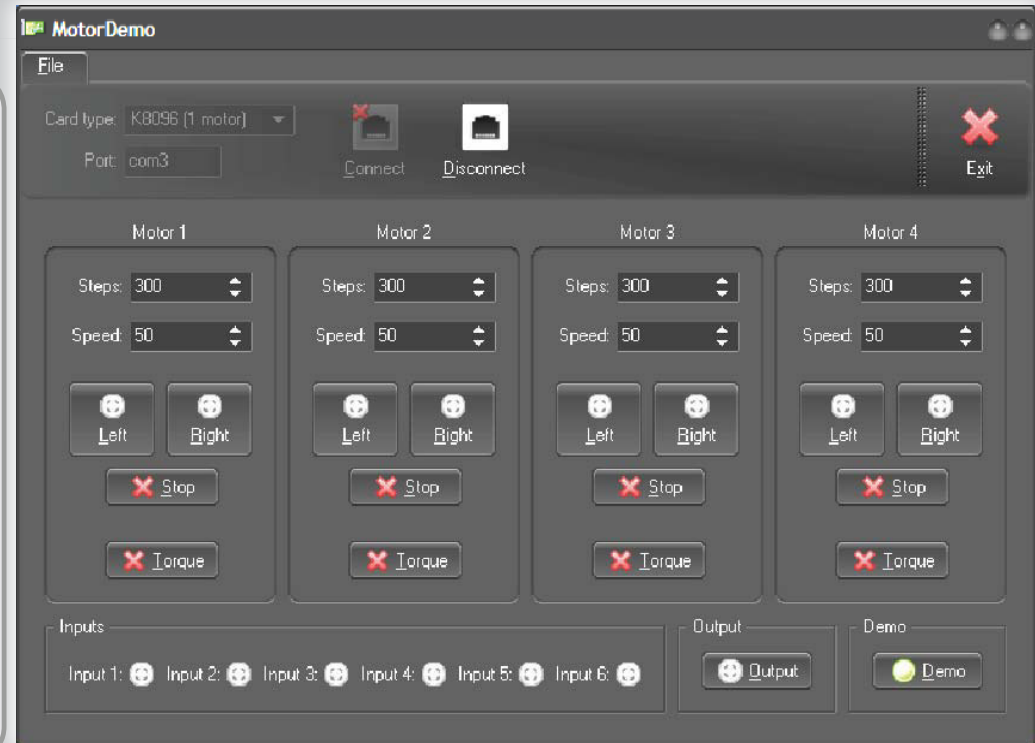 MotorDemo
File
Card type: K8096 (1 motor)
Port: com3
Connect
Disconnect
Exit
Motor 1 Motor 2 Motor 3 Motor 4
Steps: 300 Steps: 300 Steps: 300 Steps: 300
Speed: 50 Speed: 50 Speed: 50 Speed: 50
Left Right Left Right Left Right Left Right
Stop Stop Stop Stop
Torque Torque Torque Torque
Inputs Output Demo
Input 1: Input 2: Input 3: Input 4: Input 5: Input 6: Output Demo